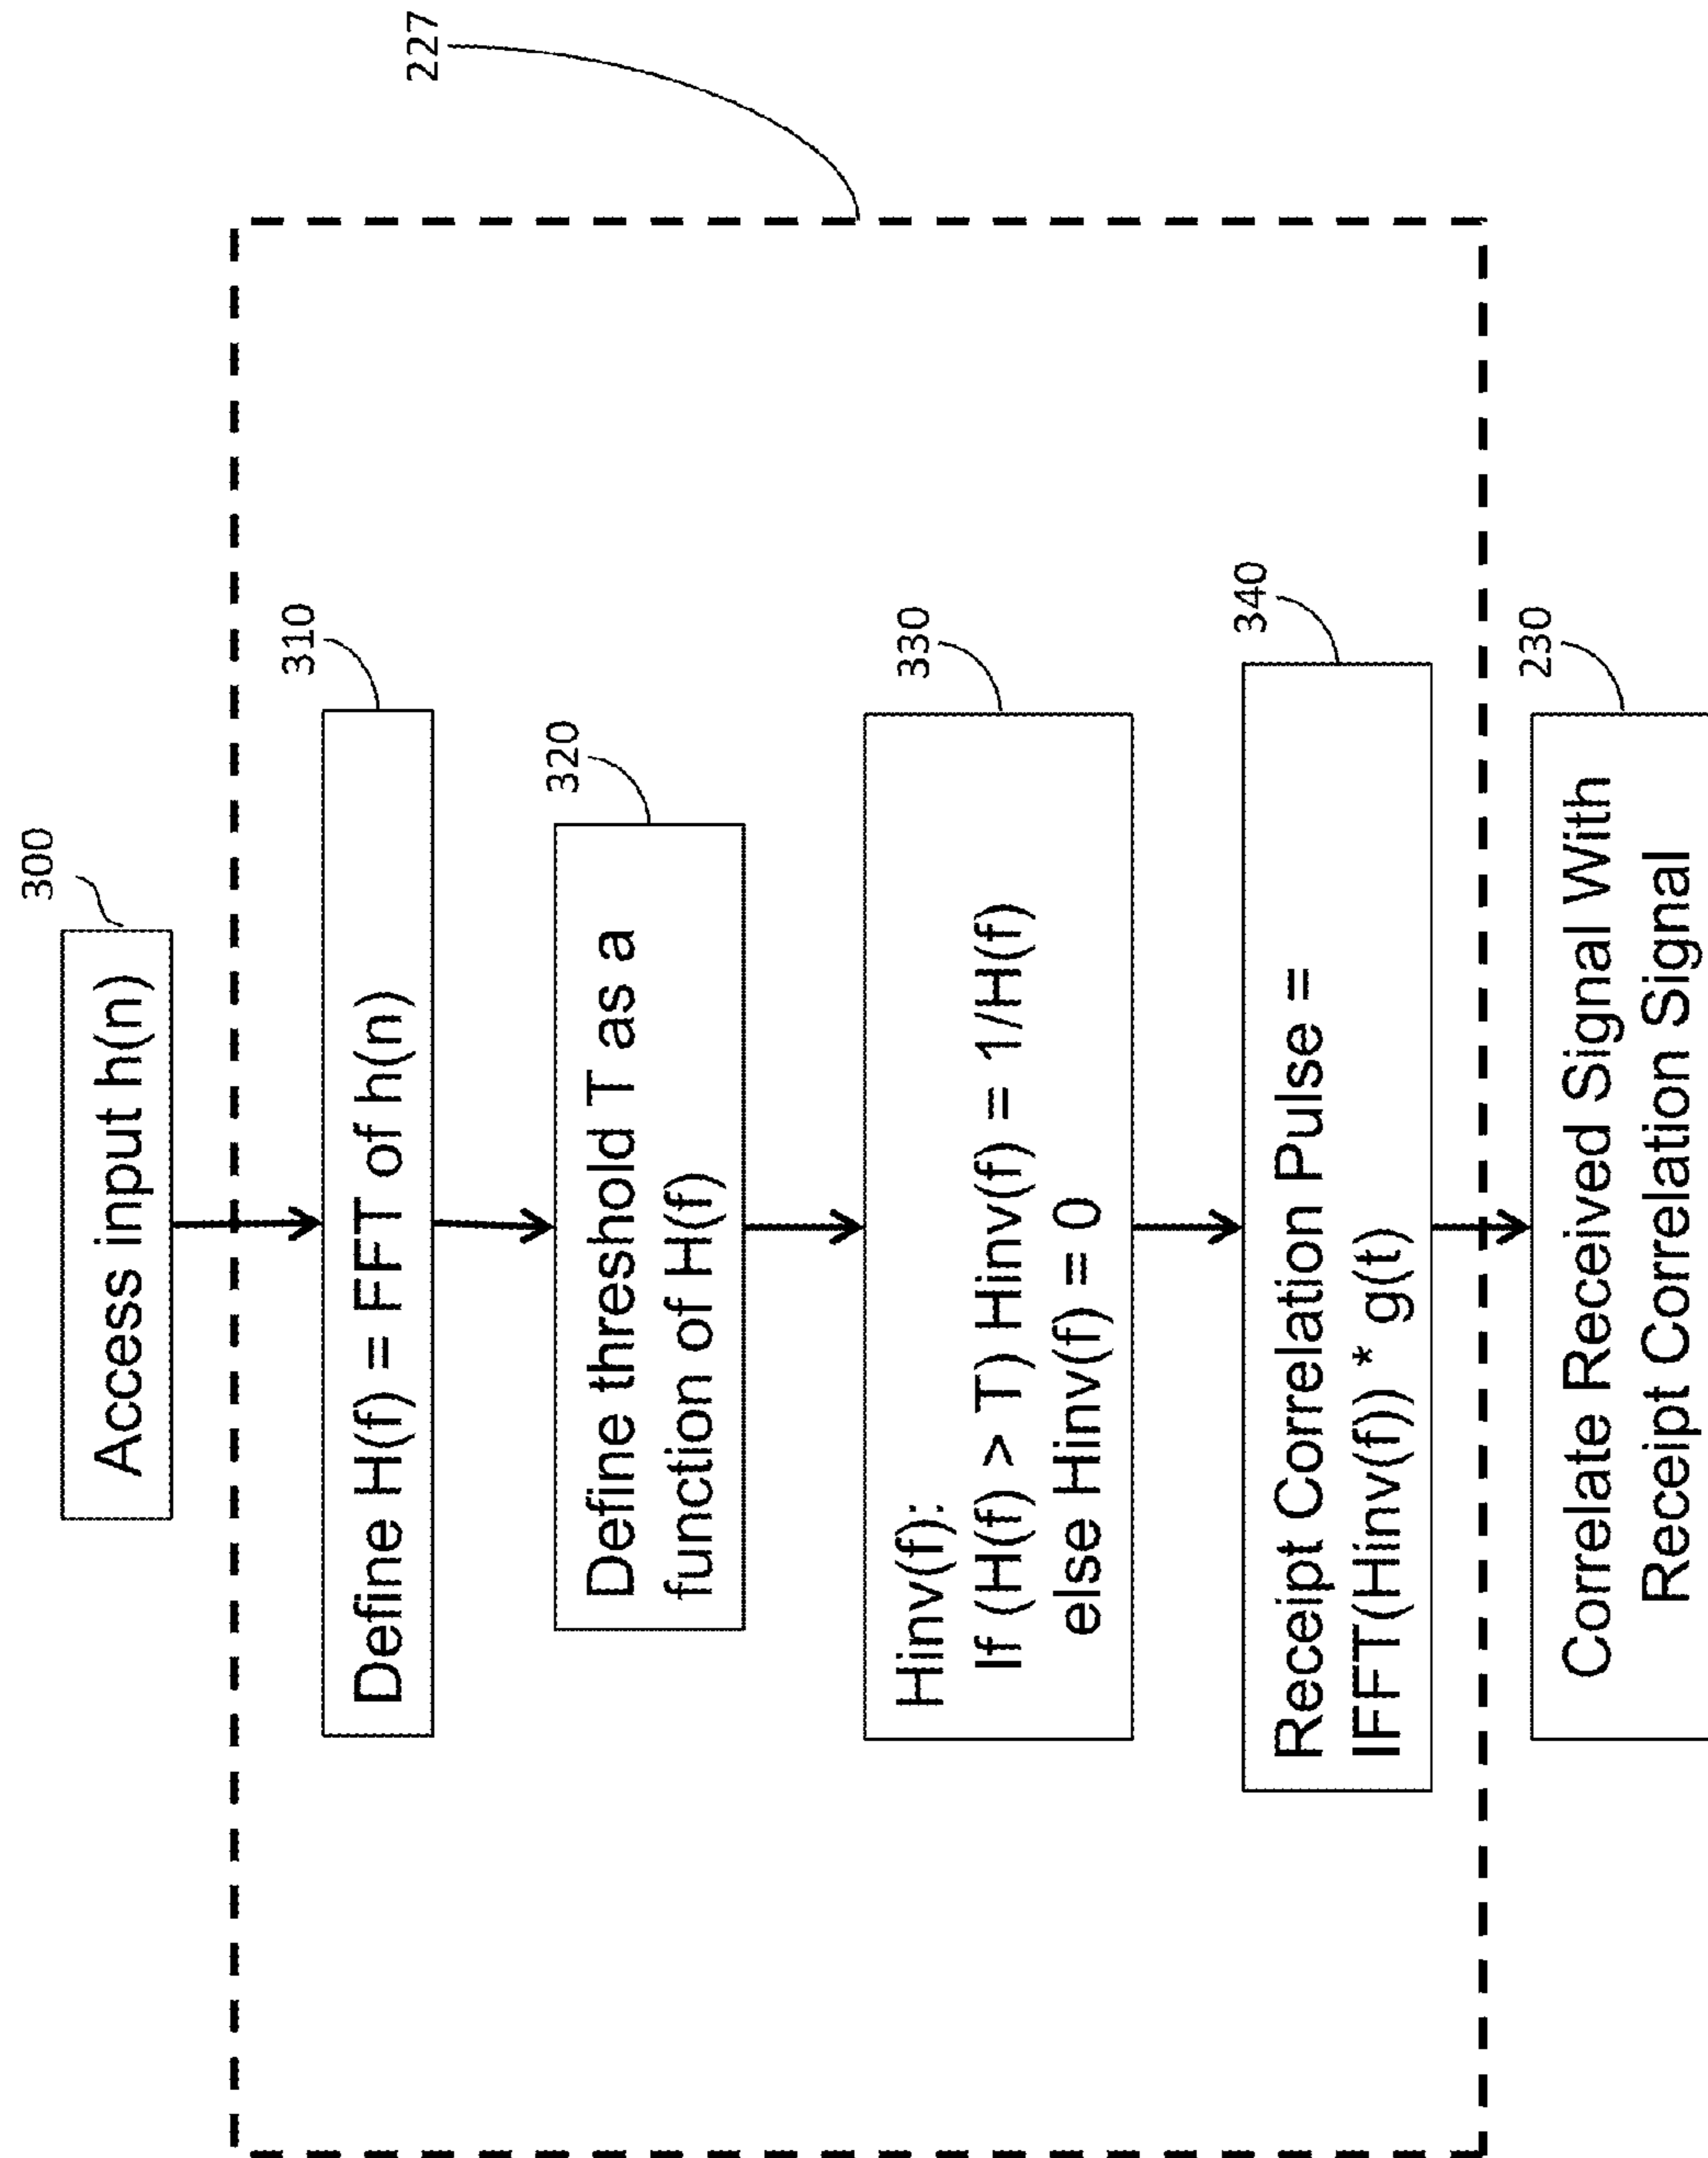 300
Access input h(n)
227
310
Define H(f) = FFT of h(n)
320
Define threshold T as a
function of H(f)
330
Hinv(f):
If (H(f) > T) Hinv(f) = 1/H(f)
else Hinv(f) = 0
340
Receipt Correlation Pulse =
IFFT(Hinv(f)) * g(t)
230
Correlate Received Signal With
Receipt Correlation Signal